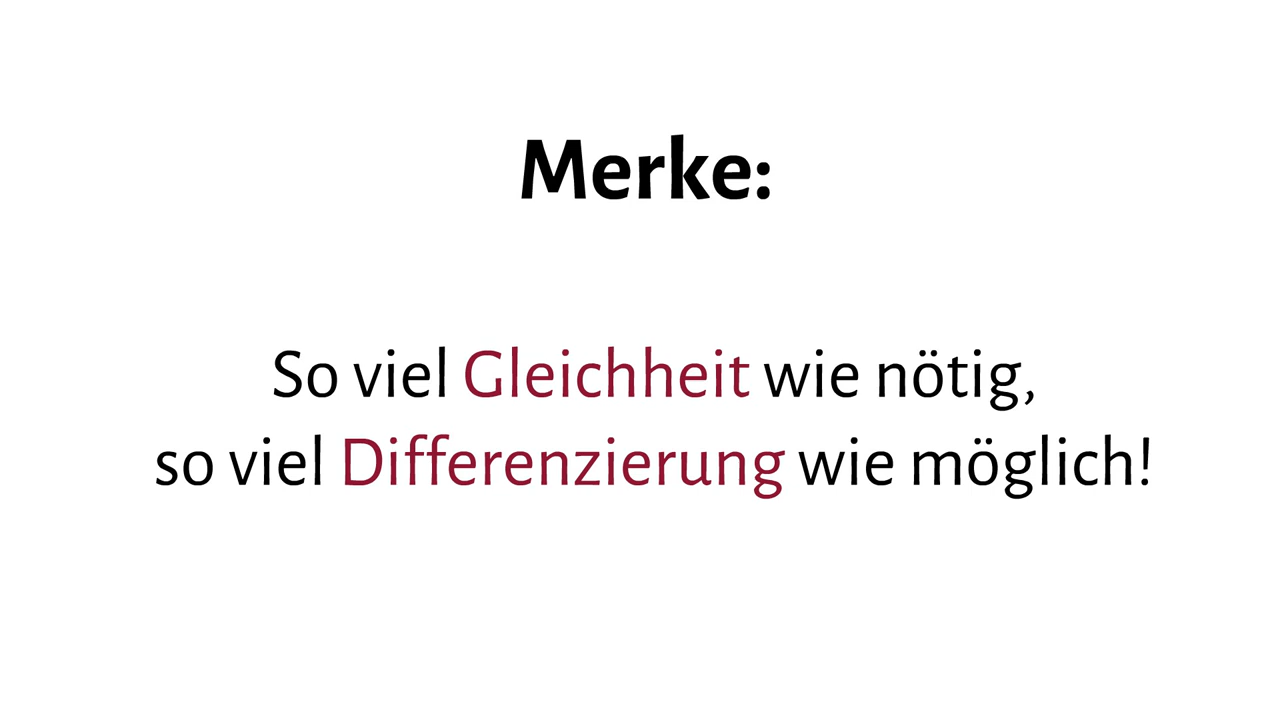 Merke:
So viel Gleichheit wie nötig,
so viel Differenzierung wie möglich!